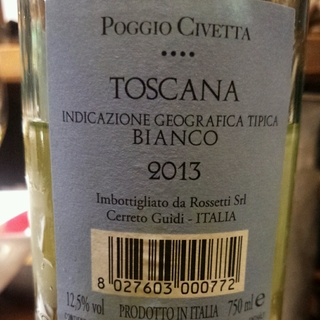 POGGIO CIVETTA
TOSCANA
INDICAZIONE GEOGRAFICA TIPICA
BIANCO
2013
Imbottigliato da Rossetti Srl
Cerreto Guidi - ITALIA
8 027603 000772
12,5% vol PRODOTTO IN ITALIA 750 ml e